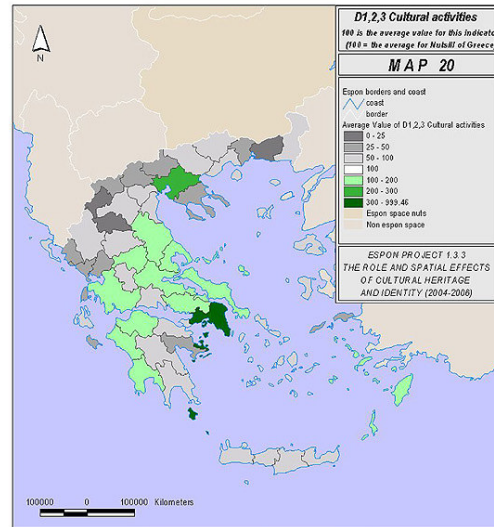 D1,2,3 Cultural activities
100 is the average value for this indicato
(100 = the average for NutsIII of Greece
MAP 20
N
Espon borders and coast
coast
border
Average Value of D1,2,3 Cultural activities
0 - 25
25 - 50
50 - 100
100
100 - 200
200 - 300
300 - 999.46
Espon space nuts
Non espon space
ESPON PROJECT 1.3.3
THE ROLE AND SPATIAL EFFECTS
OF CULTURAL HERITAGE
AND IDENTITY (2004-2006)
100000 0 100000 Kilometers